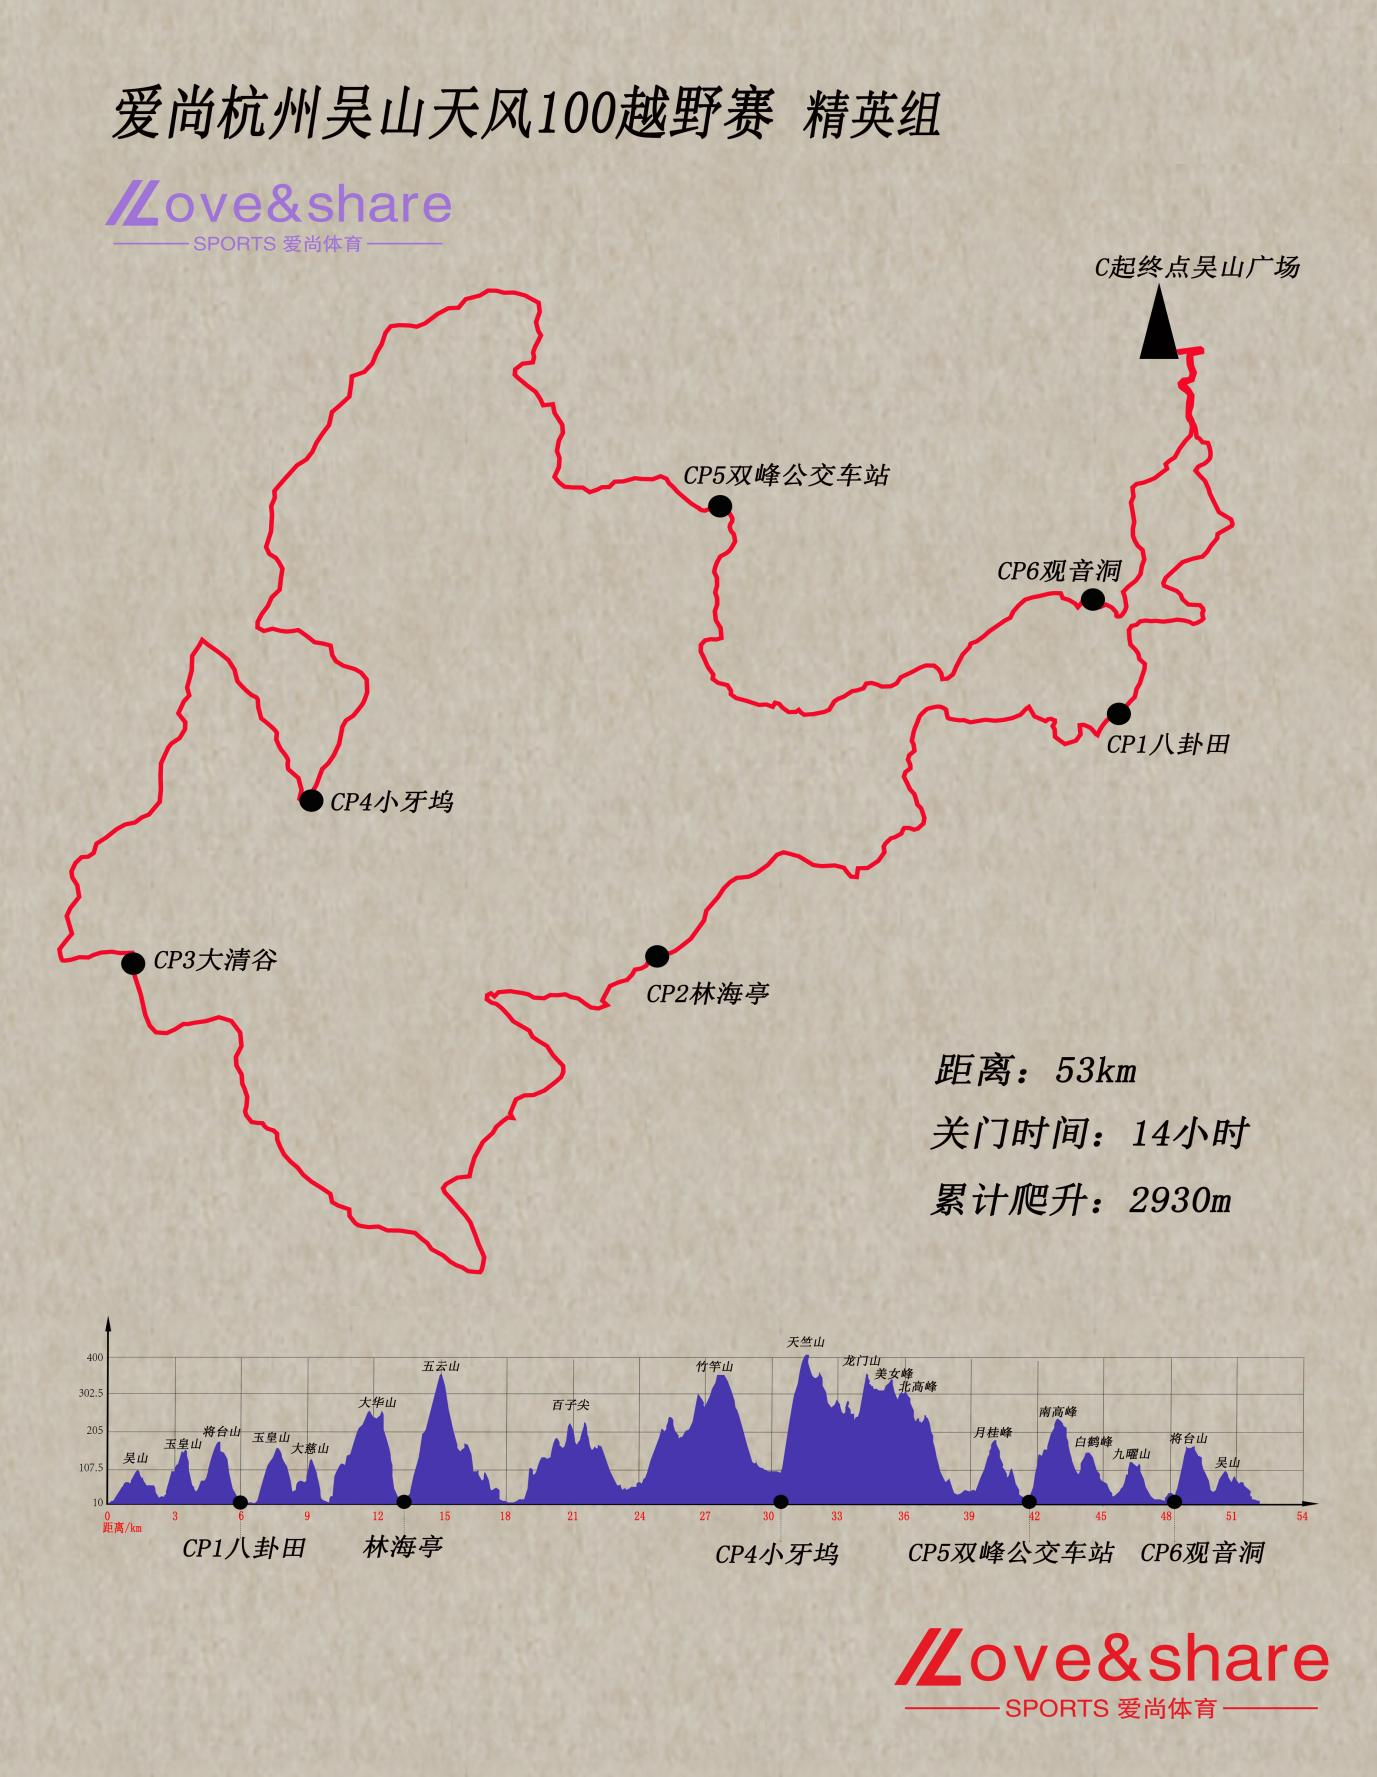 爱尚杭州吴山天风100越野赛 精英组
Love&share
SPORTS 爱尚体育
C起终点吴山广场
CP5双峰公交车站
CP6观音洞
CP1八卦田
CP4小牙坞
CP3大清谷
CP2林海亭
距离：53km
关门时间：14小时
累计爬升：2930m
天竺山
五云山
竹竿山
龙门山
美女峰
北高峰
大华山
百子尖
南高峰
吴山
玉皇山
将台山
玉皇山
大慈山
月桂峰
白鹤峰
九曜山
将台山
吴山
400
302.5
205
107.5
10
0 3 6 9 12 15 18 21 24 27 30 33 36 39 42 45 48 51 54
距离/km
CP1八卦田 林海亭 CP4小牙坞 CP5双峰公交车站 CP6观音洞
Love&share
SPORTS 爱尚体育